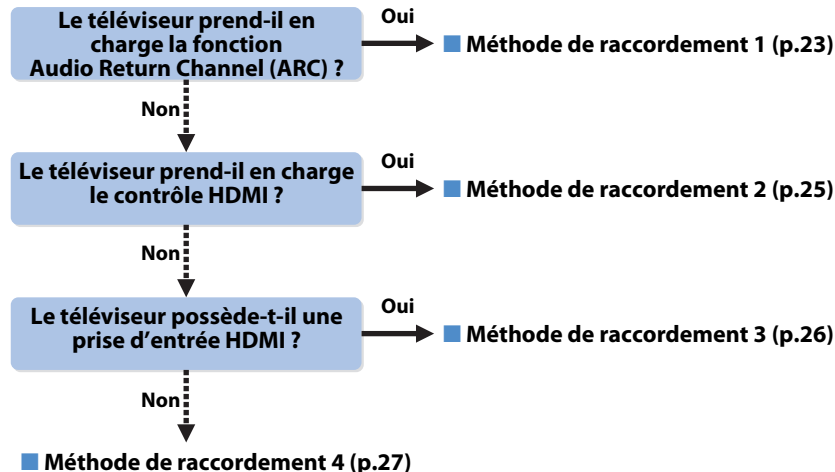 Le téléviseur prend-il en
charge la fonction
Audio Return Channel (ARC) ?
Oui
■ Méthode de raccordement 1 (p.23)
Non
Le téléviseur prend-il en charge
le contrôle HDMI ?
Oui
■ Méthode de raccordement 2 (p.25)
Non
Le téléviseur possède-t-il une
prise d’entrée HDMI ?
Oui
■ Méthode de raccordement 3 (p.26)
Non
■ Méthode de raccordement 4 (p.27)